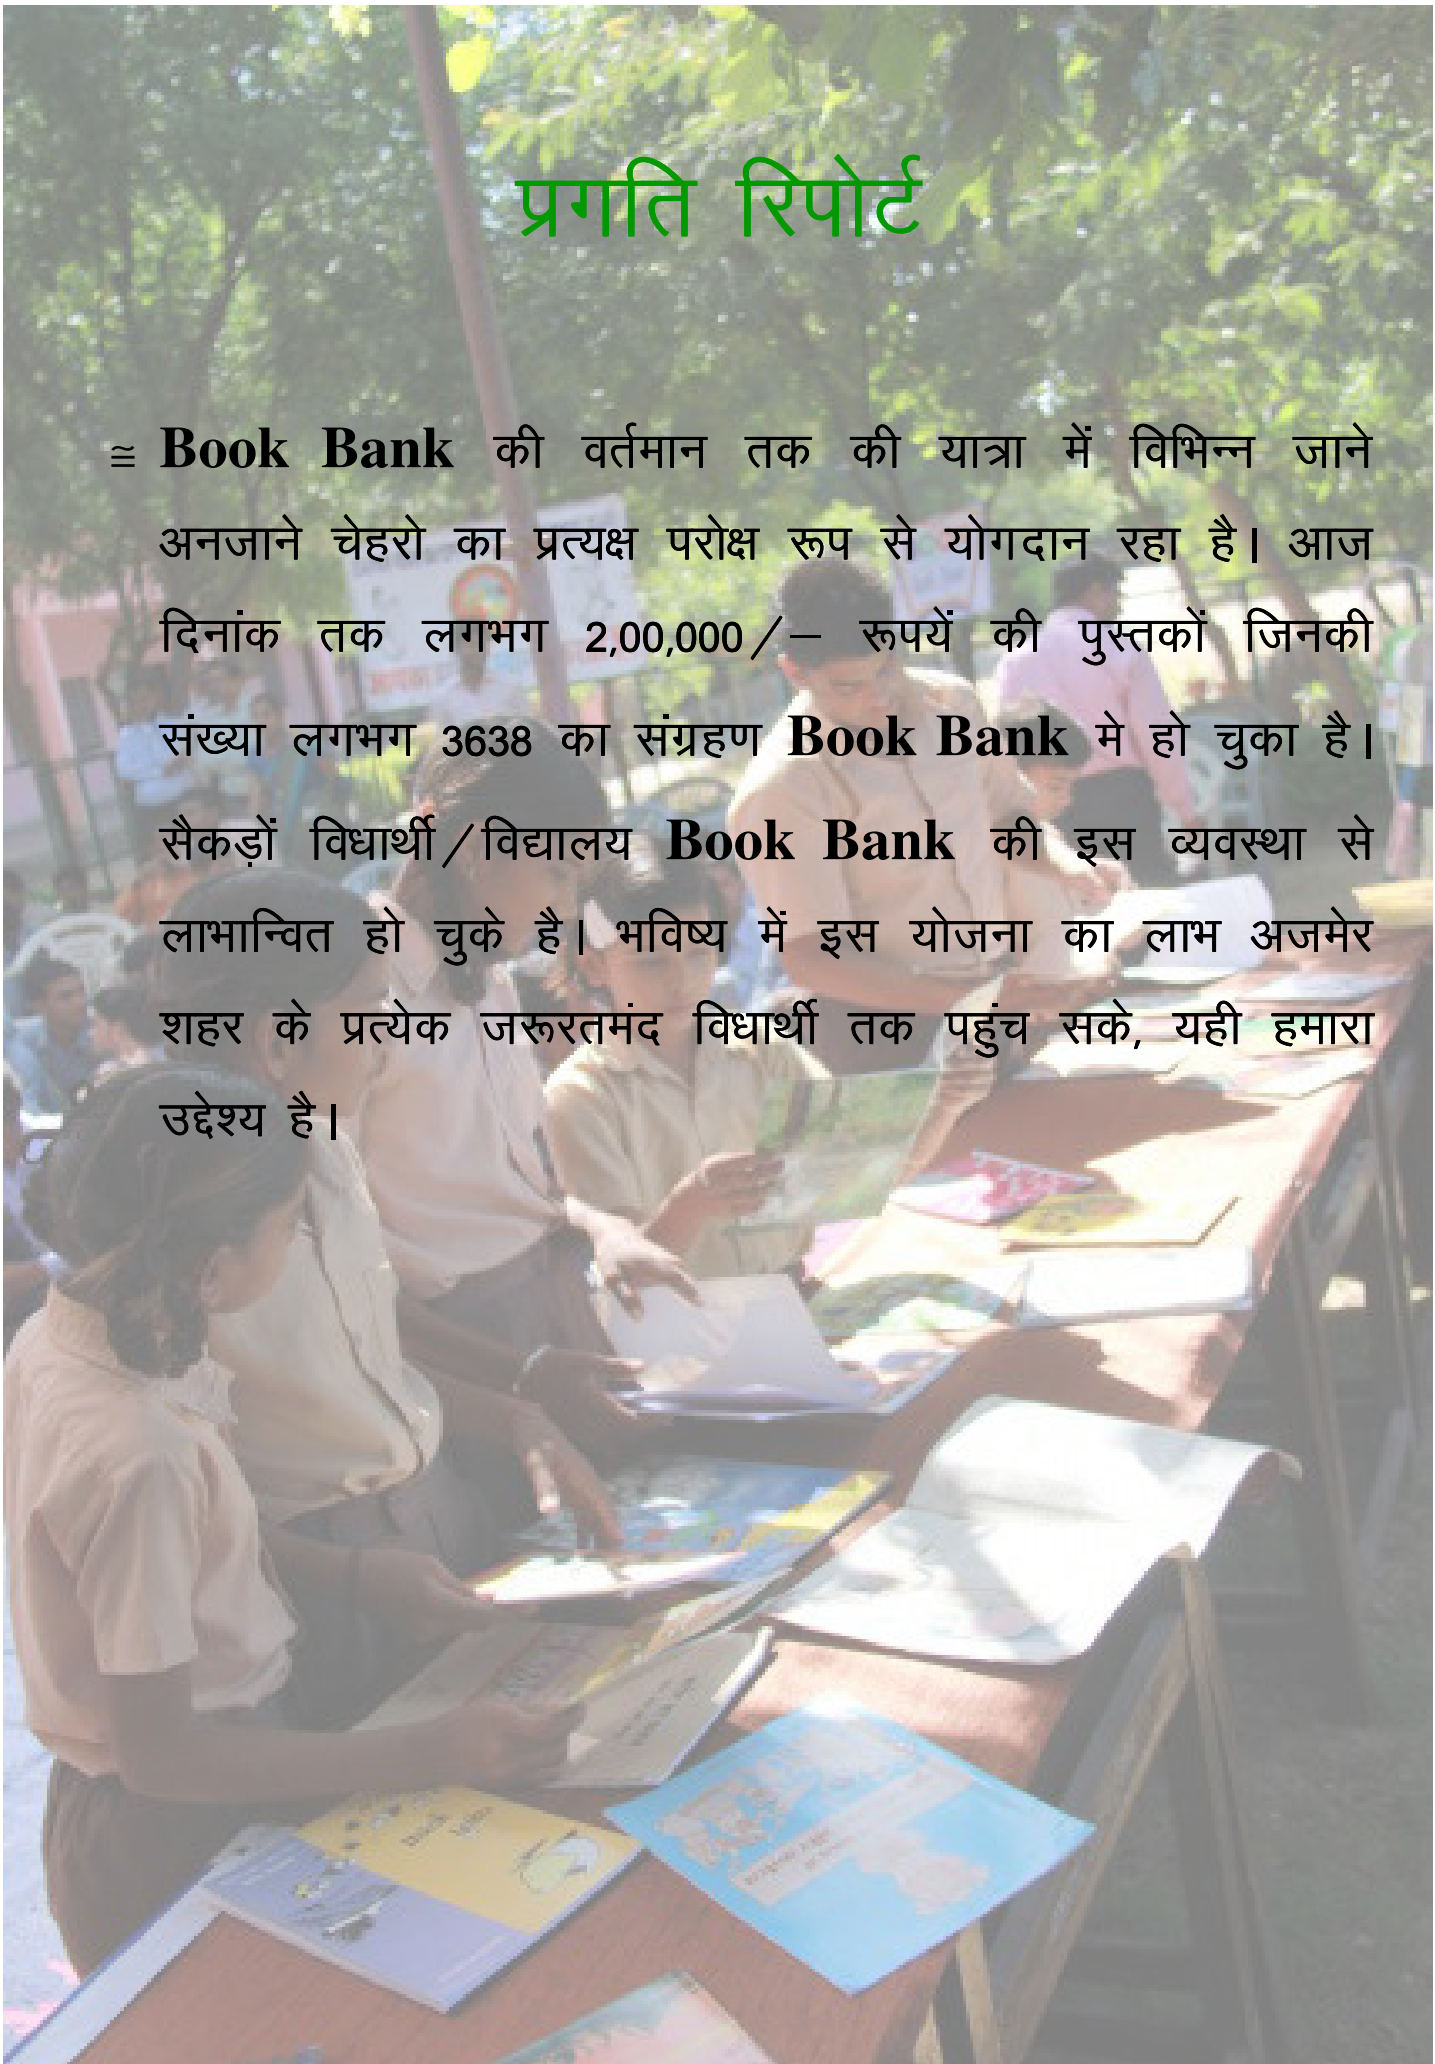 प्रगति रिपोर्ट
≅ Book Bank की वर्तमान तक की यात्रा में विभिन्न जाने
अनजाने चेहरो का प्रत्यक्ष परोक्ष रूप से योगदान रहा है। आज
दिनांक तक लगभग 2,00,000/– रूपयें की पुस्तकों जिनकी
संख्या लगभग 3638 का संग्रहण Book Bank मे हो चुका है।
सैकड़ों विधार्थी/विद्यालय Book Bank की इस व्यवस्था से
लाभान्वित हो चुके है। भविष्य में इस योजना का लाभ अजमेर
शहर के प्रत्येक जरूरतमंद विधार्थी तक पहुंच सके, यही हमारा
उद्देश्य है।